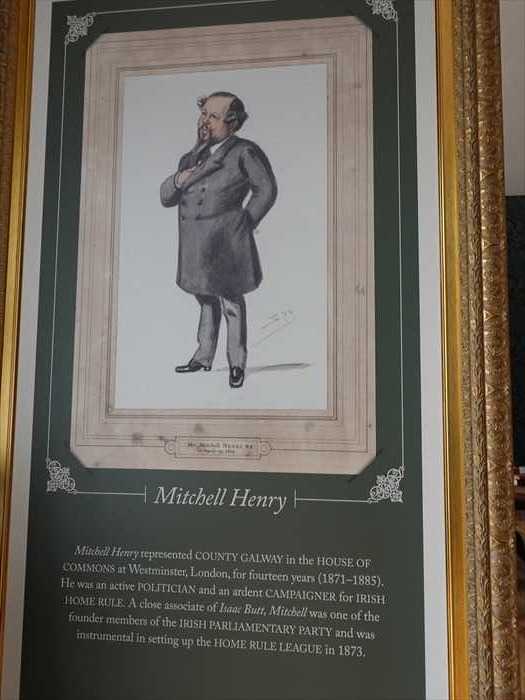 Mr. Mitchell Henry M.P.
Mitchell Henry
Mitchell Henry represented COUNTY GALWAY in the HOUSE OF
COMMONS at Westminster, London, for fourteen years (1871–1885).
He was an active POLITICIAN and an ardent CAMPAIGNER for IRISH
HOME RULE. A close associate of Isaac Butt, Mitchell was one of the
founder members of the IRISH PARLIAMENTARY PARTY and was
instrumental in setting up the HOME RULE LEAGUE in 1873.